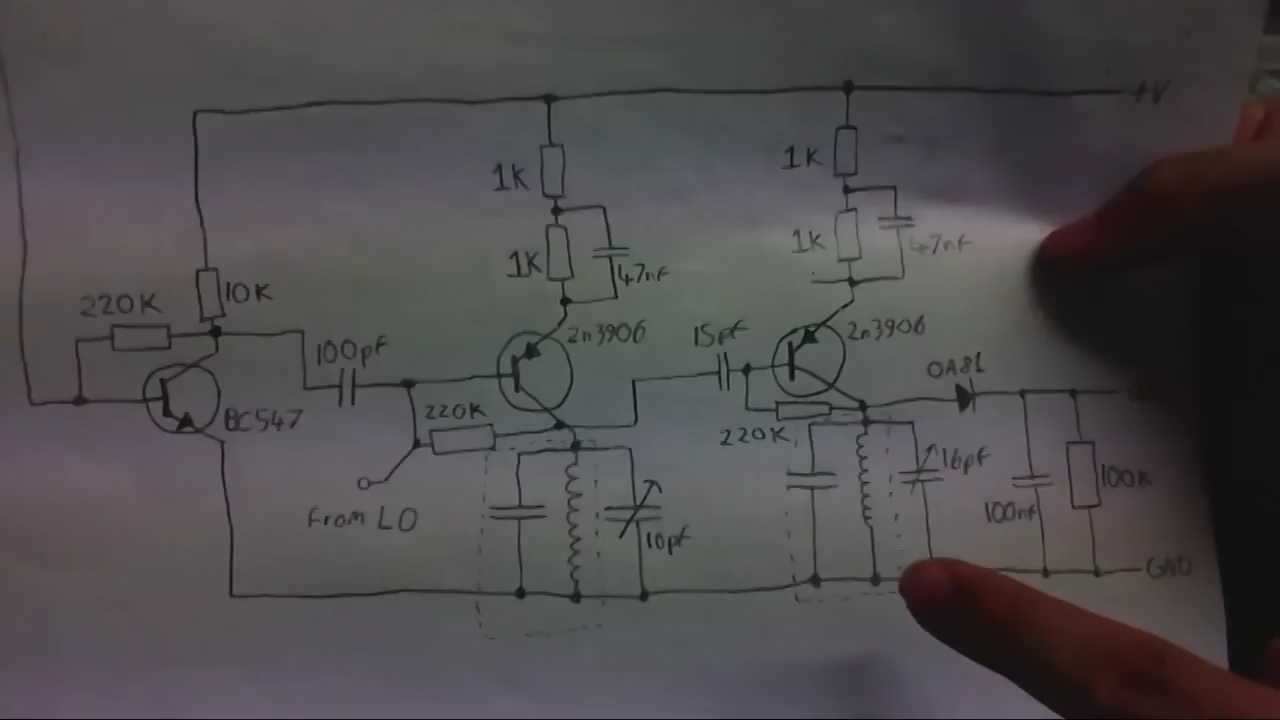 +V
1K
1K
1K
47nF
1K
47nF
220K
10K
2n3906
2n3906
15pF
100pF
OA81
BC547
220K
220K
16pF
100K
From LO
10pF
100nF
GND